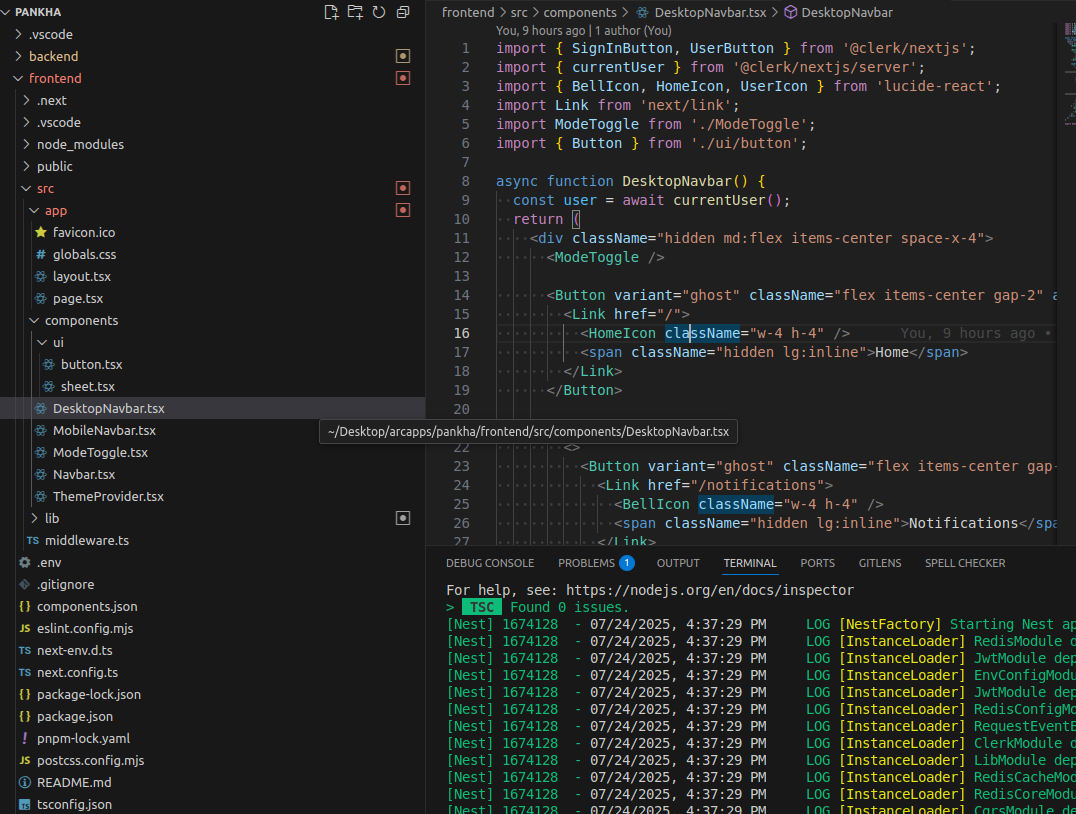 PANKHA
.vscode
backend
frontend
.next
.vscode
node_modules
public
src
app
favicon.ico
# globals.css
layout.tsx
page.tsx
components
ui
button.tsx
sheet.tsx
DesktopNavbar.tsx
MobileNavbar.tsx
ModeToggle.tsx
Navbar.tsx
ThemeProvider.tsx
lib
TS middleware.ts
.env
.gitignore
{} components.json
JS eslint.config.mjs
TS next-env.d.ts
TS next.config.ts
{} package-lock.json
{} package.json
! pnpm-lock.yaml
JS postcss.config.mjs
README.md
TS tsconfig.json
frontend > src > components > DesktopNavbar.tsx > DesktopNavbar
You, 9 hours ago | 1 author (You)
1 import { SignInButton, UserButton } from '@clerk/nextjs';
2 import { currentUser } from '@clerk/nextjs/server';
3 import { BellIcon, HomeIcon, UserIcon } from 'lucide-react';
4 import Link from 'next/link';
5 import ModeToggle from './ModeToggle';
6 import { Button } from './ui/button';
7
8 async function DesktopNavbar() {
9 const user = await currentUser();
10 return (
11 <div className="hidden md:flex items-center space-x-4">
12 <ModeToggle />
13
14 <Button variant="ghost" className="flex items-center gap-2" a
15 <Link href="/">
16 <HomeIcon className="w-4 h-4" /> You, 9 hours ago •
17 <span className="hidden lg:inline">Home</span>
18 </Link>
19 </Button>
20
~/Desktop/arcapps/pankha/frontend/src/components/DesktopNavbar.tsx
22 <>
23 <Button variant="ghost" className="flex items-center gap-
24 <Link href="/notifications">
25 <BellIcon className="w-4 h-4" />
26 <span className="hidden lg:inline">Notifications</spa
27 </Link>
DEBUG CONSOLE PROBLEMS 1 OUTPUT TERMINAL PORTS GITLENS SPELL CHECKER
For help, see: https://nodejs.org/en/docs/inspector
> TSC Found 0 issues.
[Nest] 1674128 - 07/24/2025, 4:37:29 PM LOG [NestFactory] Starting Nest ap
[Nest] 1674128 - 07/24/2025, 4:37:29 PM LOG [InstanceLoader] RedisModule d
[Nest] 1674128 - 07/24/2025, 4:37:29 PM LOG [InstanceLoader] JwtModule dep
[Nest] 1674128 - 07/24/2025, 4:37:29 PM LOG [InstanceLoader] EnvConfigModu
[Nest] 1674128 - 07/24/2025, 4:37:29 PM LOG [InstanceLoader] JwtModule dep
[Nest] 1674128 - 07/24/2025, 4:37:29 PM LOG [InstanceLoader] RedisConfigMo
[Nest] 1674128 - 07/24/2025, 4:37:29 PM LOG [InstanceLoader] RequestEventE
[Nest] 1674128 - 07/24/2025, 4:37:29 PM LOG [InstanceLoader] ClerkModule d
[Nest] 1674128 - 07/24/2025, 4:37:29 PM LOG [InstanceLoader] LibModule dep
[Nest] 1674128 - 07/24/2025, 4:37:29 PM LOG [InstanceLoader] RedisCacheMod
[Nest] 1674128 - 07/24/2025, 4:37:29 PM LOG [InstanceLoader] RedisCoreModu
[Nest] 1674128 - 07/24/2025, 4:37:29 PM LOG [InstanceLoader] CqrsModule de